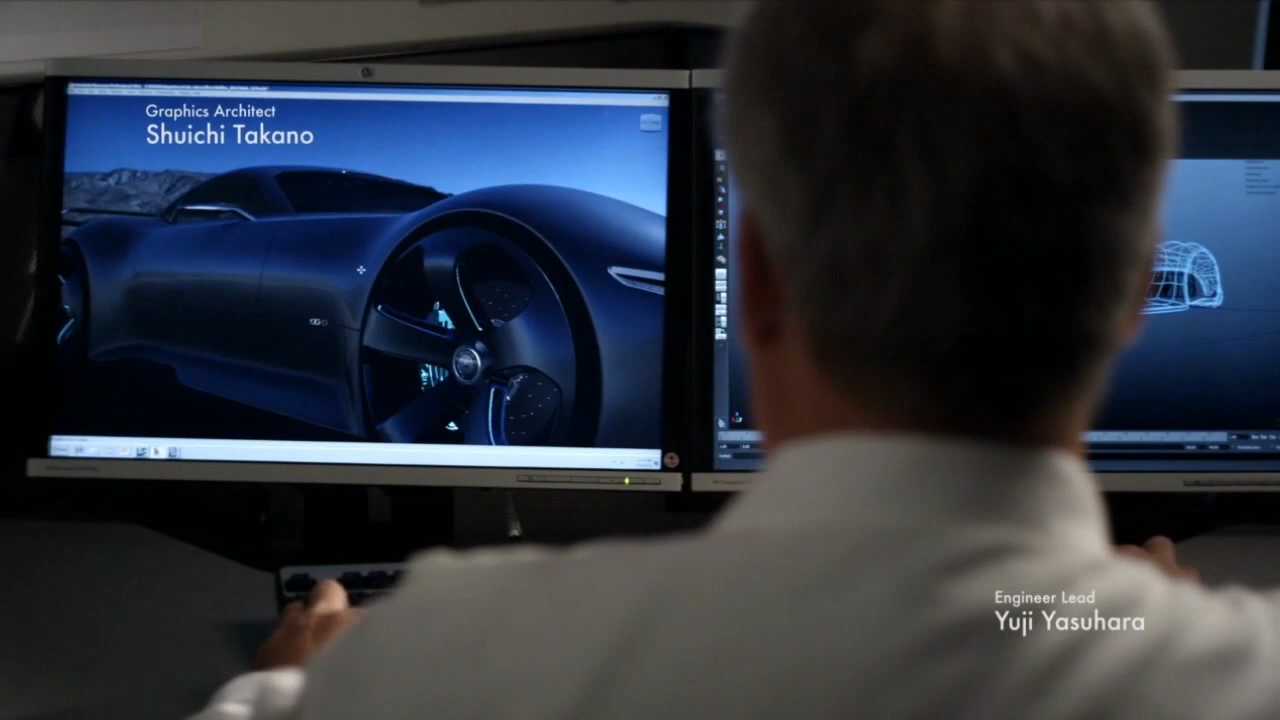 Graphics Architect
Shuichi Takano
Engineer Lead
Yuji Yasuhara